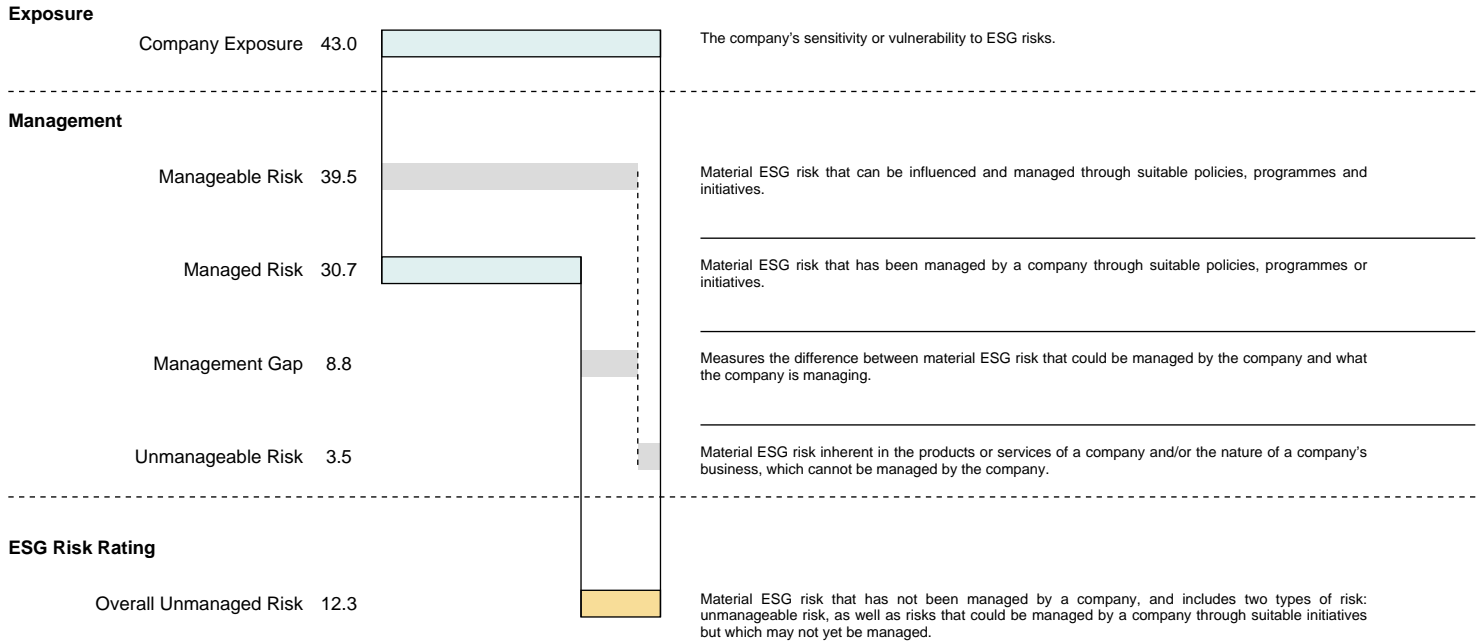 Exposure
Company Exposure 43.0
The company’s sensitivity or vulnerability to ESG risks.
Management
Manageable Risk 39.5
Material ESG risk that can be influenced and managed through suitable policies, programmes and
initiatives.
Managed Risk 30.7
Material ESG risk that has been managed by a company through suitable policies, programmes or
initiatives.
Management Gap 8.8
Measures the difference between material ESG risk that could be managed by the company and what
the company is managing.
Unmanageable Risk 3.5
Material ESG risk inherent in the products or services of a company and/or the nature of a company’s
business, which cannot be managed by the company.
ESG Risk Rating
Overall Unmanaged Risk 12.3
Material ESG risk that has not been managed by a company, and includes two types of risk:
unmanageable risk, as well as risks that could be managed by a company through suitable initiatives
but which may not yet be managed.